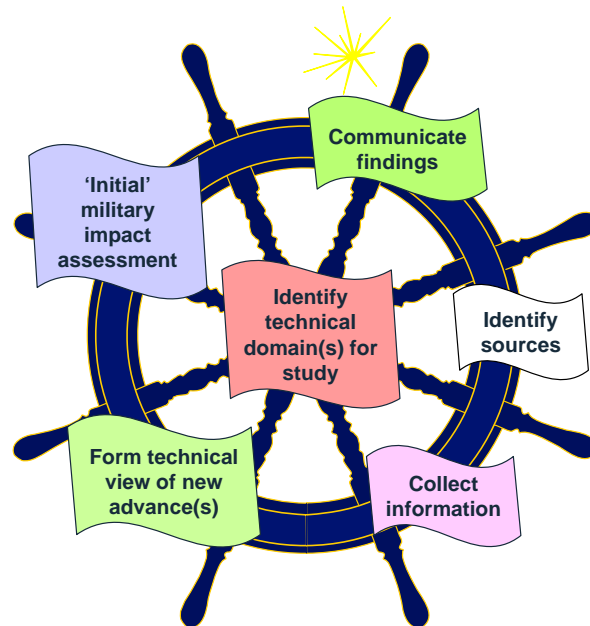 Communicate
findings
‘Initial’
military
impact
assessment
Identify
technical
domain(s) for
study
Identify
sources
Form technical
view of new
advance(s)
Collect
information